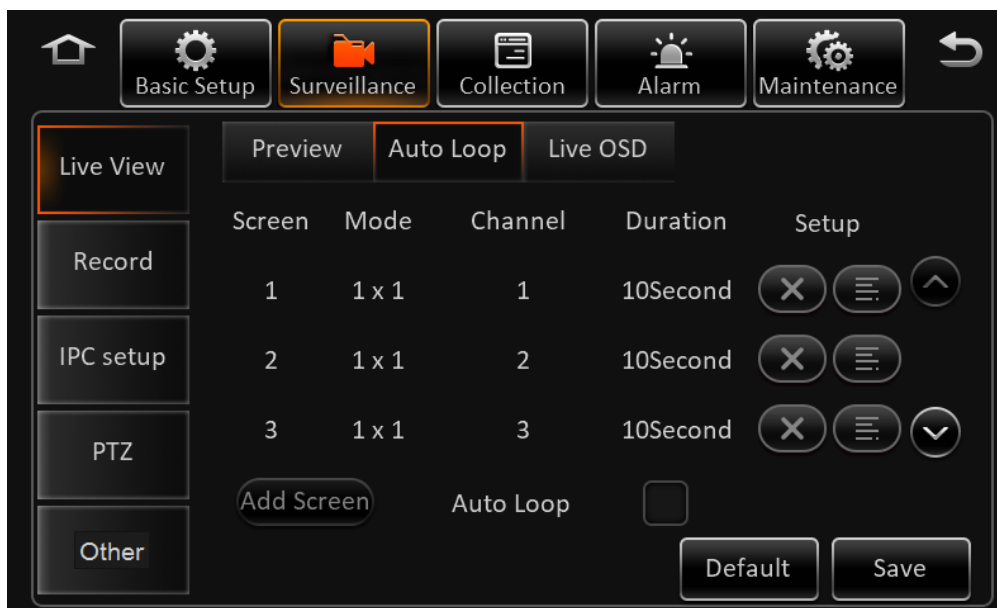 Basic Setup Surveillance Collection Alarm Maintenance
Live View
Record
IPC setup
PTZ
Other
Preview Auto Loop Live OSD
Screen Mode Channel Duration Setup
1 1 x 1 1 10Second
2 1 x 1 2 10Second
3 1 x 1 3 10Second
Add Screen Auto Loop
Default Save